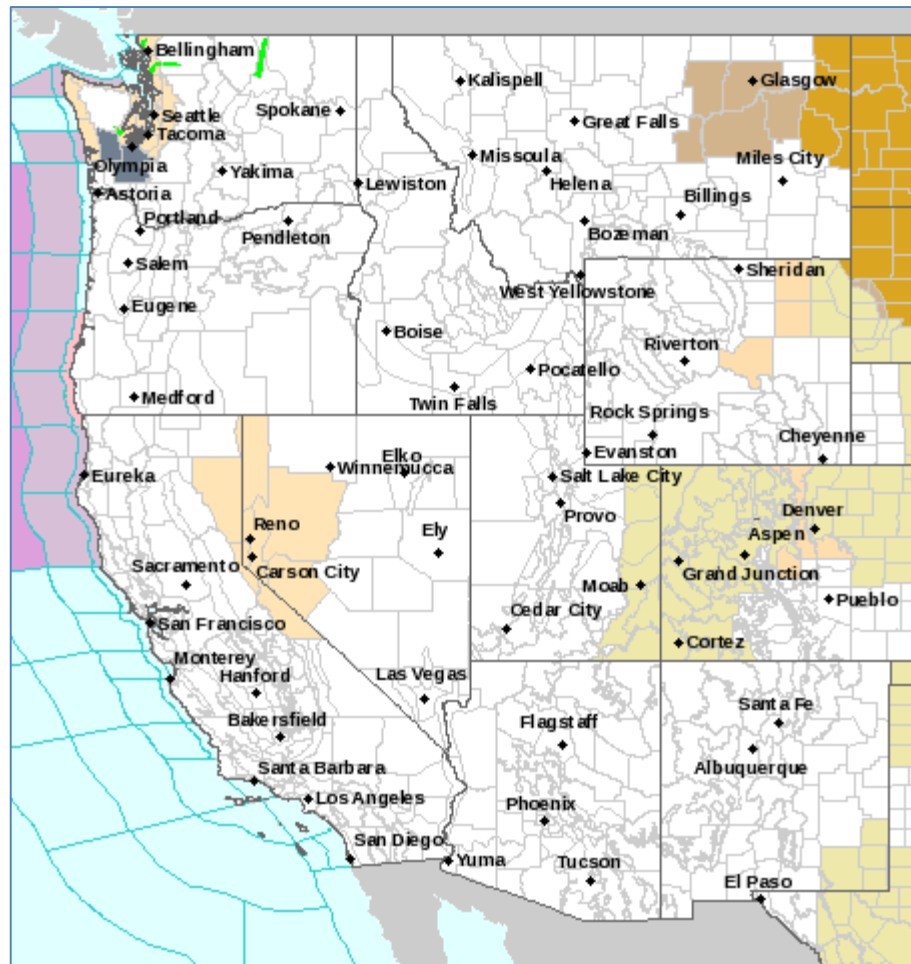 Bellingham
Kalispell
Glasgow
Spokane
Seattle
Great Falls
Tacoma
Missoula
Miles City
Olympia
Yakima
Lewiston
Helena
Astoria
Billings
Portland
Pendleton
Bozeman
Salem
Sheridan
West Yellowstone
Eugene
Boise
Riverton
Pocatello
Medford
Twin Falls
Rock Springs
Cheyenne
Elko
Evanston
Winnemucca
Eureka
Salt Lake City
Provo
Denver
Reno
Ely
Aspen
Sacramento
Carson City
Grand Junction
Moab
Pueblo
Cedar City
San Francisco
Cortez
Monterey
Hanford
Las Vegas
Santa Fe
Bakersfield
Flagstaff
Albuquerque
Santa Barbara
Los Angeles
Phoenix
San Diego
Yuma
Tucson
El Paso